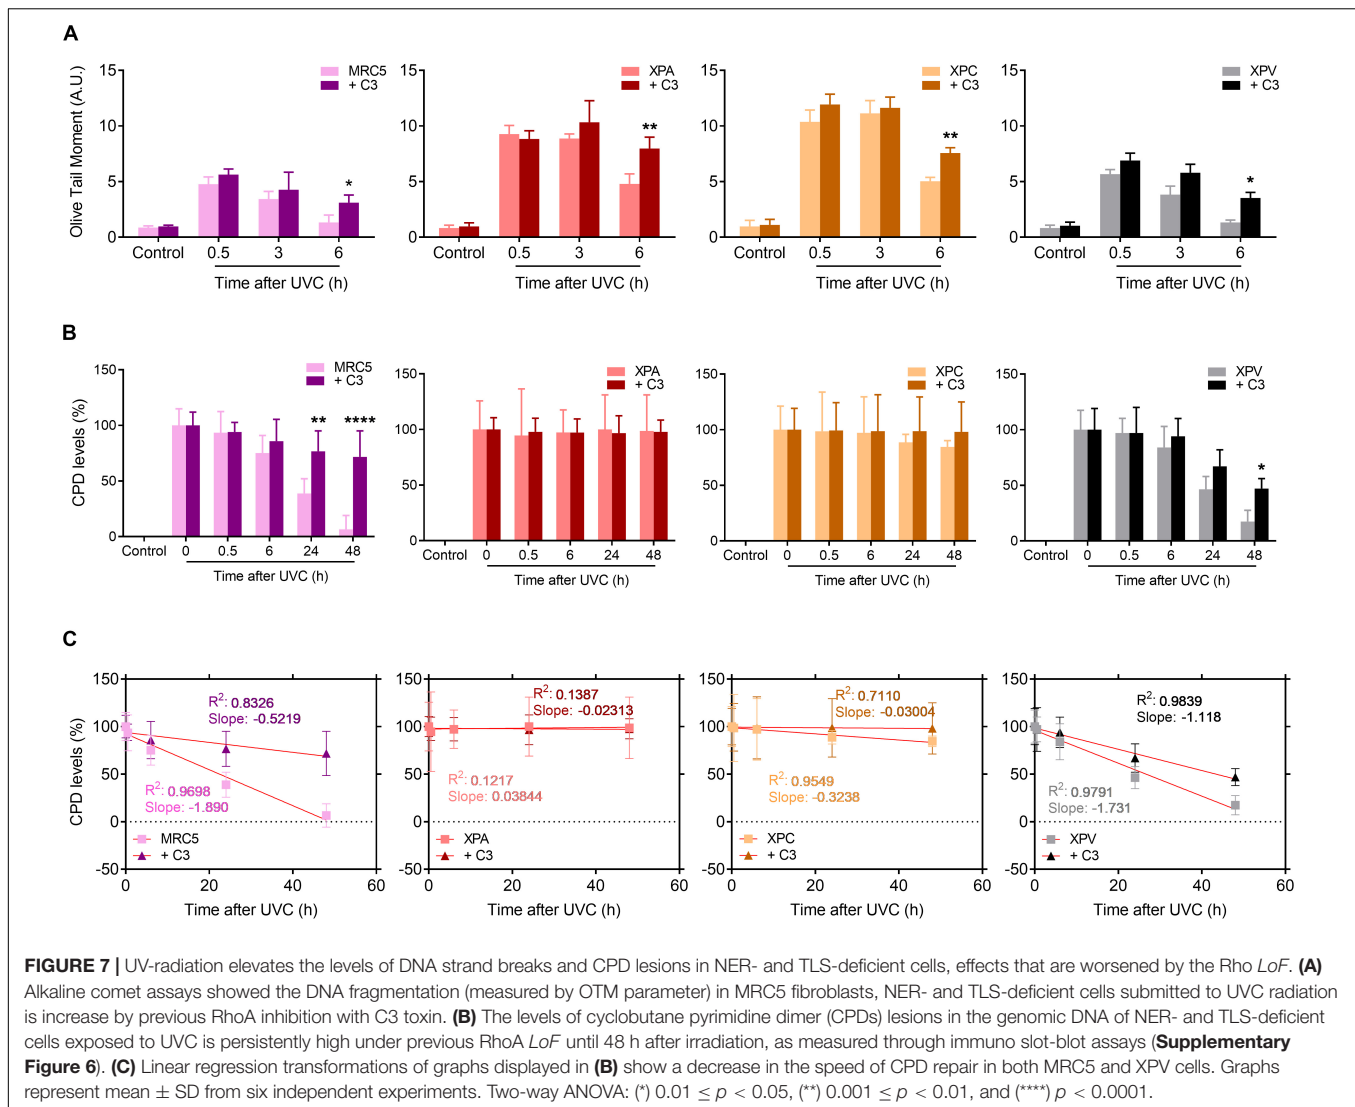 A
MRC5
+ C3
XPA
+ C3
XPC
+ C3
XPV
+ C3
Olive Tail Moment (A.U.)
15
10
5
0
*
Control
0.5
3
6
Time after UVC (h)
15
10
5
0
**
Control
0.5
3
6
Time after UVC (h)
15
10
5
0
**
Control
0.5
3
6
Time after UVC (h)
15
10
5
0
*
Control
0.5
3
6
Time after UVC (h)
B
MRC5
+ C3
XPA
+ C3
XPC
+ C3
XPV
+ C3
CPD levels (%)
150
100
50
0
**
****
Control
0
0.5
6
24
48
Time after UVC (h)
150
100
50
0
Control
0
0.5
6
24
48
Time after UVC (h)
150
100
50
0
Control
0
0.5
6
24
48
Time after UVC (h)
150
100
50
0
*
Control
0
0.5
6
24
48
Time after UVC (h)
C
CPD levels (%)
150
100
50
0
-50
R²: 0.8326
Slope: -0.5219
R²: 0.9698
Slope: -1.890
MRC5
+ C3
0
20
40
60
Time after UVC (h)
150
100
50
0
-50
R²: 0.1387
Slope: -0.02313
R²: 0.1217
Slope: 0.03844
XPA
+ C3
0
20
40
60
Time after UVC (h)
150
100
50
0
-50
R²: 0.7110
Slope: -0.03004
R²: 0.9549
Slope: -0.3238
XPC
+ C3
0
20
40
60
Time after UVC (h)
150
100
50
0
-50
R²: 0.9839
Slope: -1.118
R²: 0.9791
Slope: -1.731
XPV
+ C3
0
20
40
60
Time after UVC (h)
FIGURE 7 | UV-radiation elevates the levels of DNA strand breaks and CPD lesions in NER- and TLS-deficient cells, effects that are worsened by the Rho LoF. (A)
Alkaline comet assays showed the DNA fragmentation (measured by OTM parameter) in MRC5 fibroblasts, NER- and TLS-deficient cells submitted to UVC radiation
is increase by previous RhoA inhibition with C3 toxin. (B) The levels of cyclobutane pyrimidine dimer (CPDs) lesions in the genomic DNA of NER- and TLS-deficient
cells exposed to UVC is persistently high under previous RhoA LoF until 48 h after irradiation, as measured through immuno slot-blot assays (Supplementary
Figure 6). (C) Linear regression transformations of graphs displayed in (B) show a decrease in the speed of CPD repair in both MRC5 and XPV cells. Graphs
represent mean ± SD from six independent experiments. Two-way ANOVA: (*) 0.01 ≤ p < 0.05, (**) 0.001 ≤ p < 0.01, and (****) p < 0.0001.